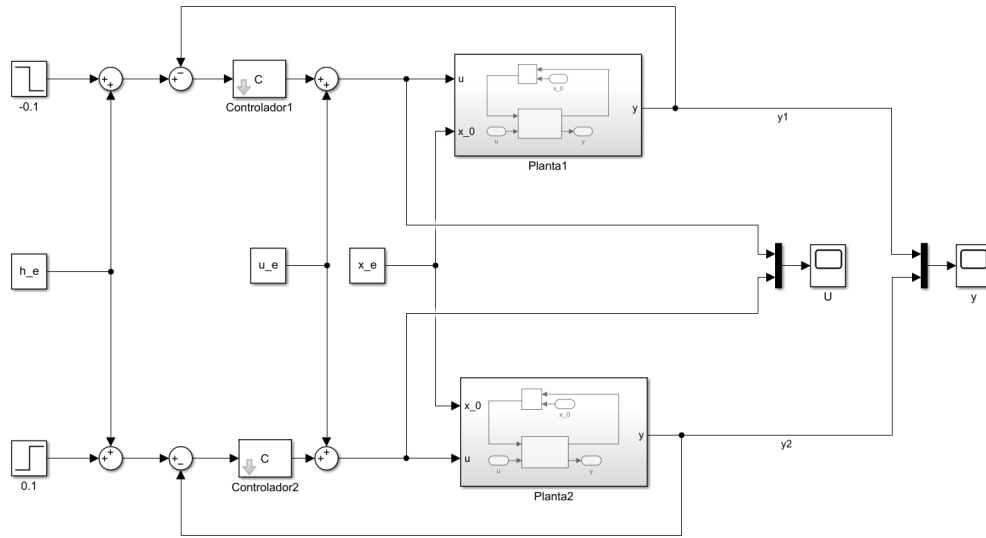 -0.1
C
Controlador1
u
x_0
x_0
u
y
y
Planta1
y1
h_e
u_e
x_e
U
y
0.1
C
Controlador2
x_0
u
x_0
u
y
y
Planta2
y2